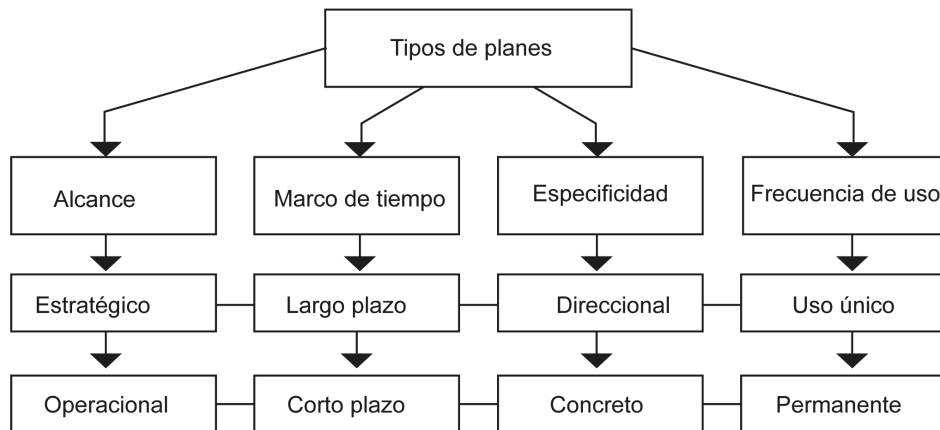 Tipos de planes
Alcance
Marco de tiempo
Especificidad
Frecuencia de uso
Estratégico
Largo plazo
Direccional
Uso único
Operacional
Corto plazo
Concreto
Permanente